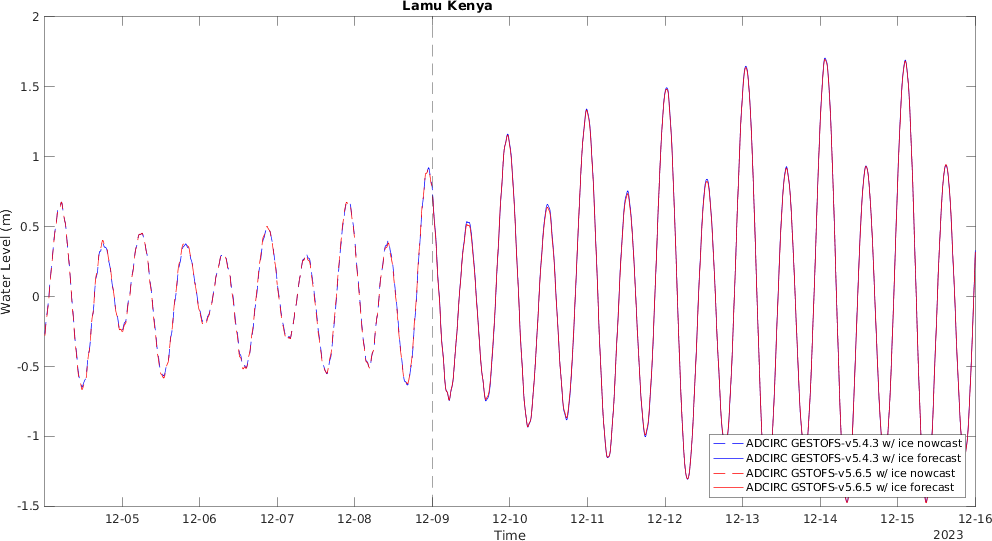 Lamu Kenya
2
1.5
1
0.5
0
-0.5
-1
-1.5
Water Level (m)
ADCIRC GESTOFS-v5.4.3 w/ ice nowcast
ADCIRC GESTOFS-v5.4.3 w/ ice forecast
ADCIRC GSTOFS-v5.6.5 w/ ice nowcast
ADCIRC GSTOFS-v5.6.5 w/ ice forecast
12-05 12-06 12-07 12-08 12-09 12-10 12-11 12-12 12-13 12-14 12-15 12-16
Time
2023